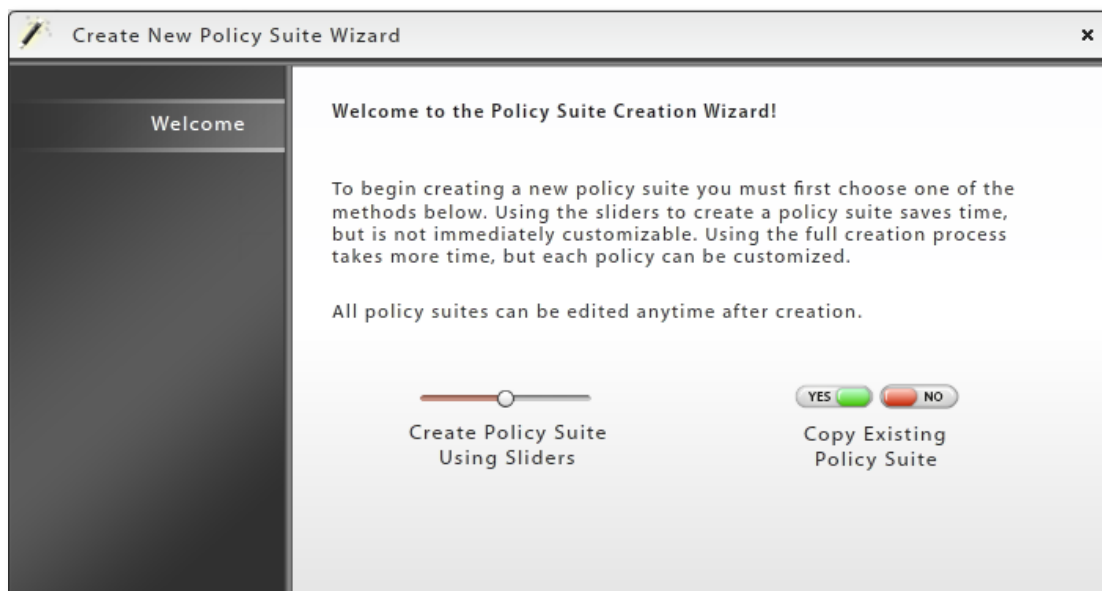 Create New Policy Suite Wizard
Welcome
Welcome to the Policy Suite Creation Wizard!
To begin creating a new policy suite you must first choose one of the
methods below. Using the sliders to create a policy suite saves time,
but is not immediately customizable. Using the full creation process
takes more time, but each policy can be customized.
All policy suites can be edited anytime after creation.
YES NO
Create Policy Suite
Using Sliders
Copy Existing
Policy Suite